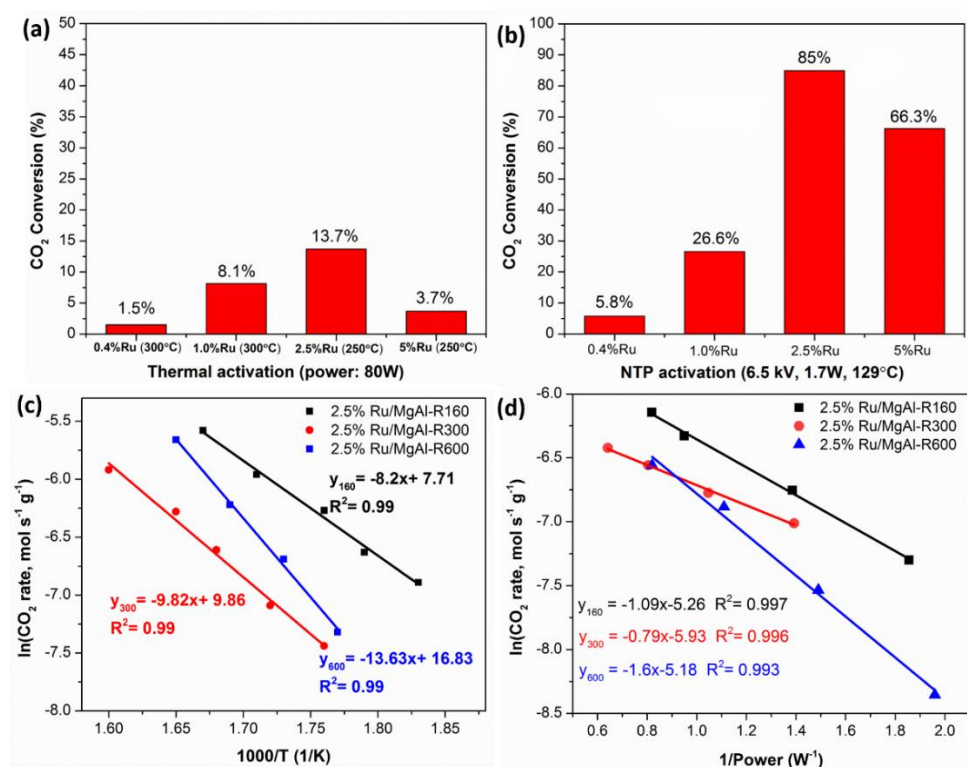 (a)
50
45
40
35
30
25
20
15
10
5
0
CO2 Conversion (%)
1.5%
8.1%
13.7%
3.7%
0.4%Ru (300°C) 1.0%Ru (300°C) 2.5%Ru (250°C) 5%Ru (250°C)
Thermal activation (power: 80W)
(b)
100
90
80
70
60
50
40
30
20
10
0
CO2 Conversion (%)
5.8%
26.6%
85%
66.3%
0.4%Ru 1.0%Ru 2.5%Ru 5%Ru
NTP activation (6.5 kV, 1.7W, 129°C)
(c)
-5.5
-6.0
-6.5
-7.0
-7.5
-8.0
ln(CO2 rate, mol s-1 g-1)
2.5% Ru/MgAl-R160
2.5% Ru/MgAl-R300
2.5% Ru/MgAl-R600
y160 = -8.2x+ 7.71
R2= 0.99
y300 = -9.82x+ 9.86
R2= 0.99
y600 = -13.63x+ 16.83
R2= 0.99
1.60 1.65 1.70 1.75 1.80 1.85
1000/T (1/K)
(d)
-6.0
-6.5
-7.0
-7.5
-8.0
-8.5
ln(CO2 rate, mol s-1 g-1)
2.5% Ru/MgAl-R160
2.5% Ru/MgAl-R300
2.5% Ru/MgAl-R600
y160 = -1.09x-5.26 R2= 0.997
y300 = -0.79x-5.93 R2= 0.996
y600 = -1.6x-5.18 R2= 0.993
0.6 0.8 1.0 1.2 1.4 1.6 1.8 2.0
1/Power (W-1)